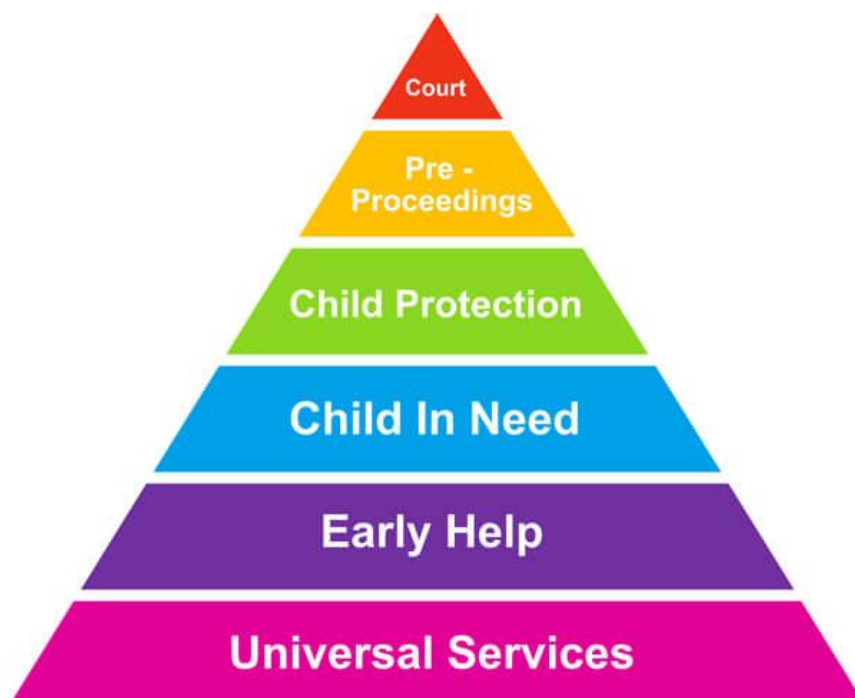 Court
Pre -
Proceedings
Child Protection
Child In Need
Early Help
Universal Services